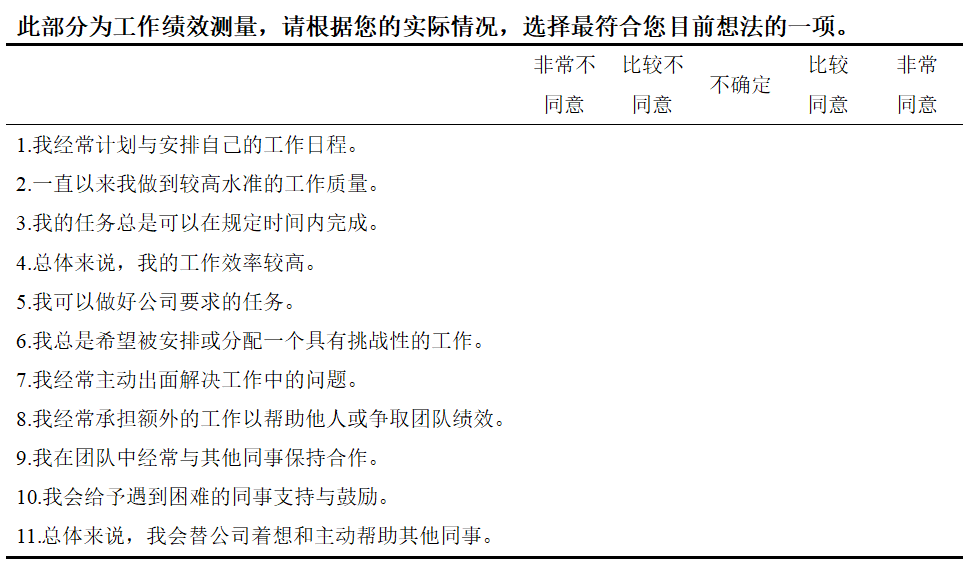 此部分为工作绩效测量，请根据您的实际情况，选择最符合您目前想法的一项。
非常不同意 比较不同意 不确定 比较同意 非常同意
1.我经常计划与安排自己的工作日程。
2.一直以来我做到较高水准的工作质量。
3.我的任务总是可以在规定时间内完成。
4.总体来说，我的工作效率较高。
5.我可以做好公司要求的任务。
6.我总是希望被安排或分配一个具有挑战性的工作。
7.我经常主动出面解决工作中的问题。
8.我经常承担额外的工作以帮助他人或争取团队绩效。
9.我在团队中经常与其他同事保持合作。
10.我会给予遇到困难的同事支持与鼓励。
11.总体来说，我会替公司着想和主动帮助其他同事。